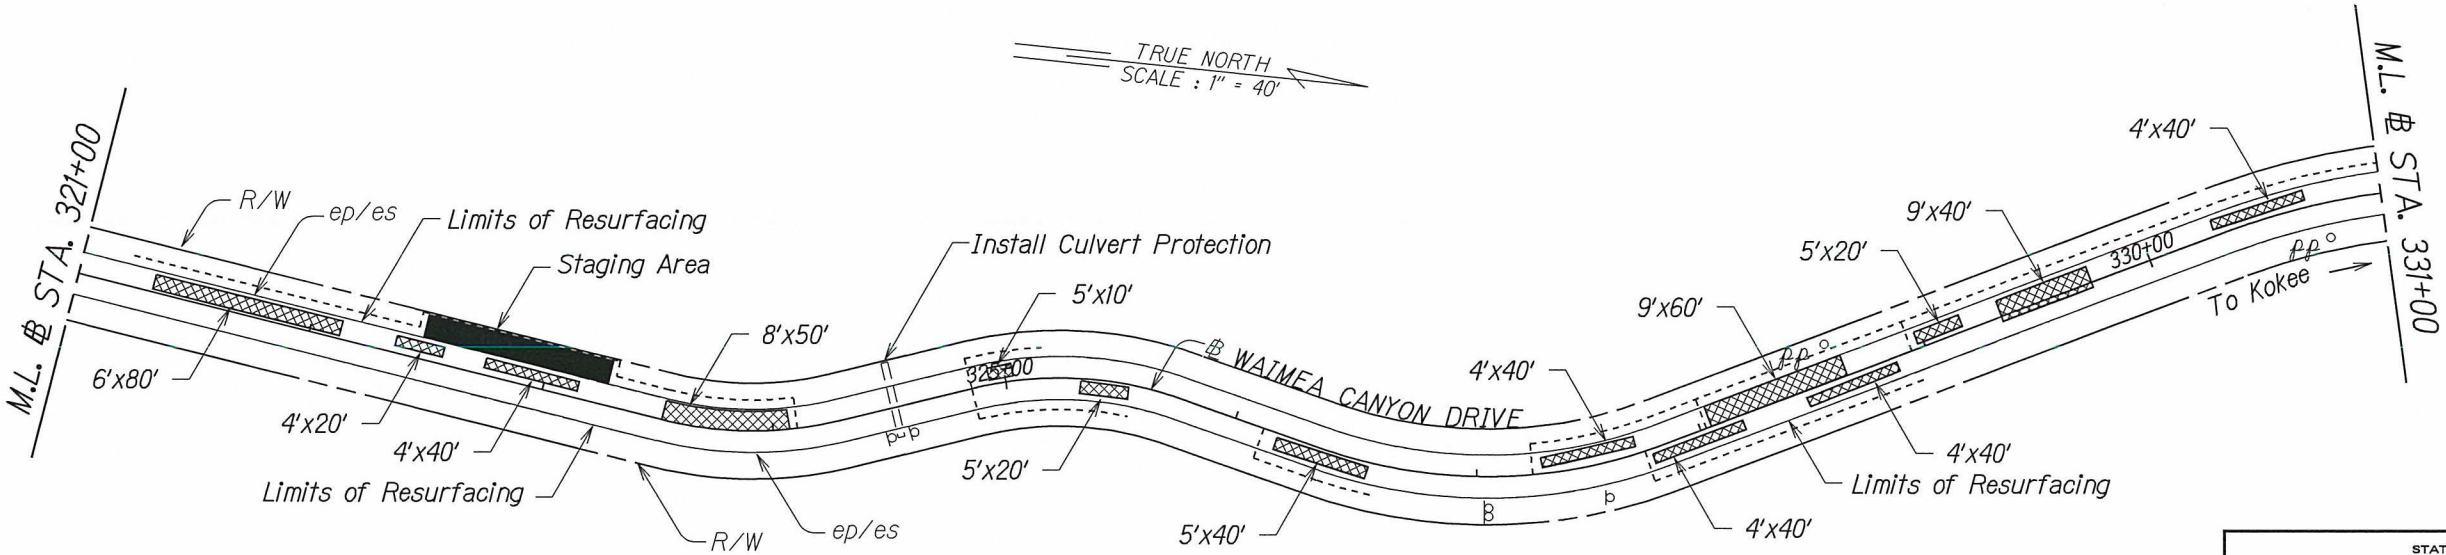 TRUE NORTH
SCALE : 1" = 40'
M.L. B STA. 321+00
R/W
ep/es
Limits of Resurfacing
Staging Area
6'x80'
4'x20'
4'x40'
Limits of Resurfacing
8'x50'
R/W
ep/es
Install Culvert Protection
5'x10'
325+00
5'x20'
B WAIMEA CANYON DRIVE
5'x40'
4'x40'
9'x60'
pp
4'x40'
4'x40'
Limits of Resurfacing
5'x20'
9'x40'
330+00
4'x40'
pp
To Kokee
M.L. B STA. 331+00
STAT